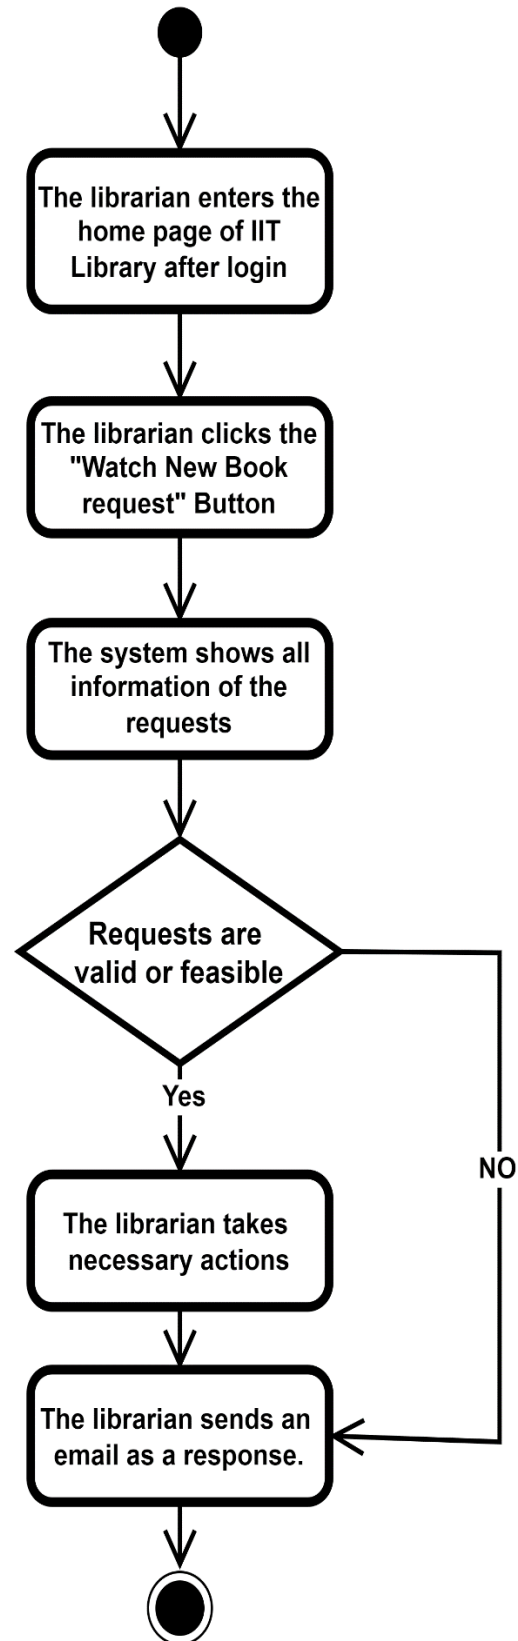 The librarian enters the
home page of IIT
Library after login
The librarian clicks the
"Watch New Book
request" Button
The system shows all
information of the
requests
Requests are
valid or feasible
Yes
NO
The librarian takes
necessary actions
The librarian sends an
email as a response.